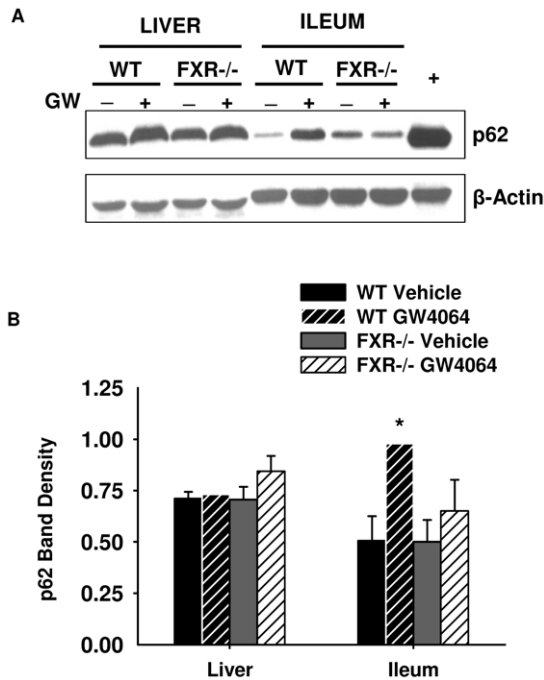 A
LIVER ILEUM
WT FXR-/- WT FXR-/- +
GW – + – + – + – +
p62
β-Actin
B
WT Vehicle
WT GW4064
FXR-/- Vehicle
FXR-/- GW4064
1.25
1.00
0.75
0.50
0.25
0.00
p62 Band Density
*
Liver Ileum